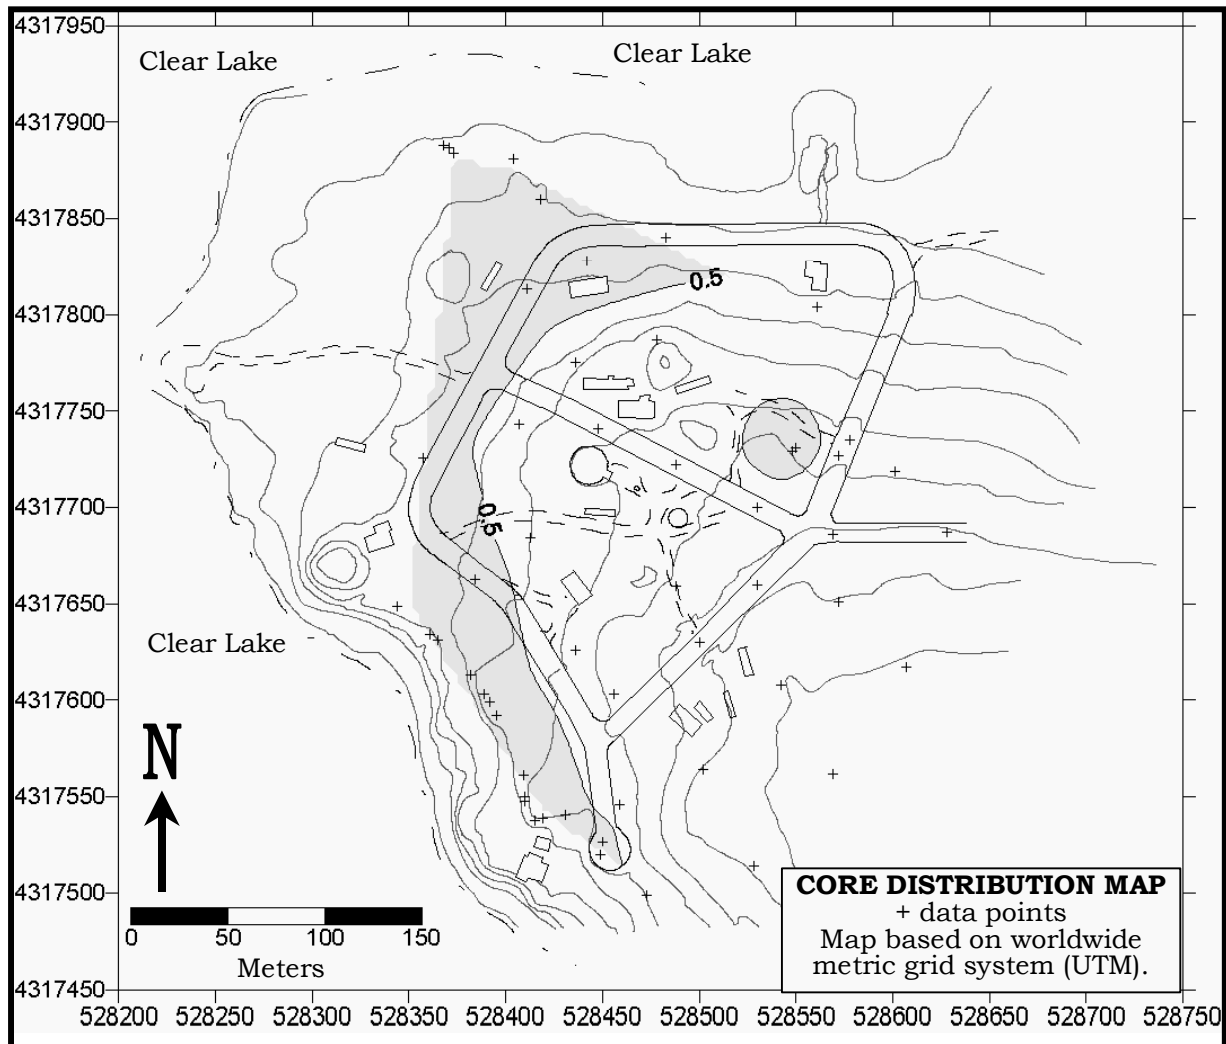 4317950
Clear Lake
Clear Lake
4317900
4317850
0.5
4317800
4317750
4317700
0.5
4317650
Clear Lake
4317600
N
4317550
4317500
CORE DISTRIBUTION MAP
+ data points
Map based on worldwide
metric grid system (UTM).
0 50 100 150
Meters
4317450
528200 528300 528400 528450 528500 528550 528600 528650 528700 528750